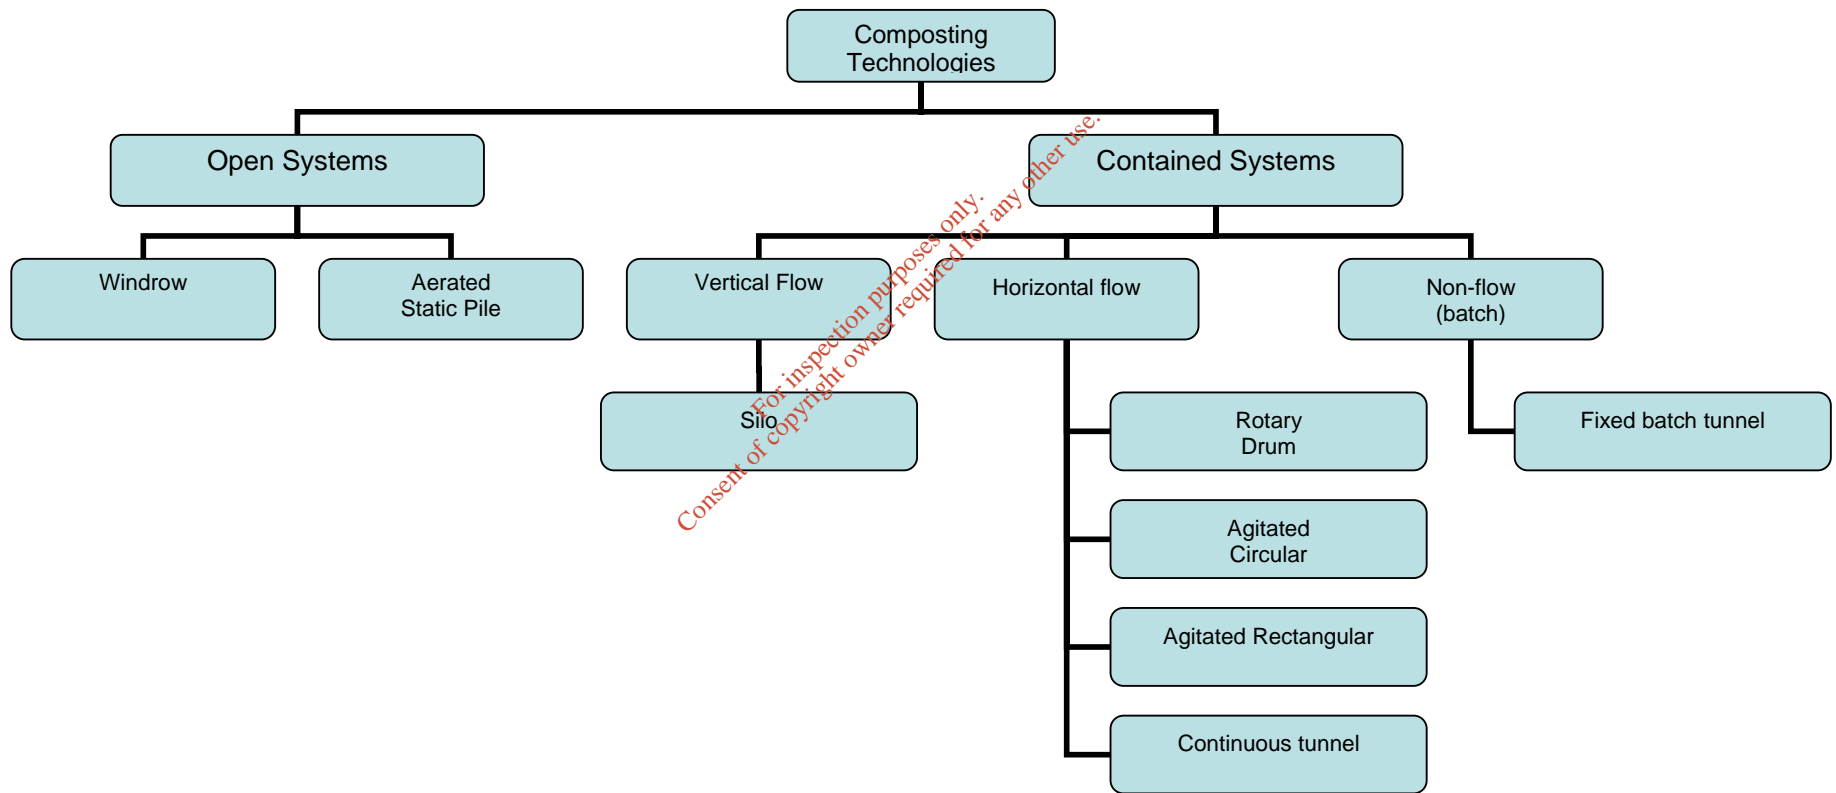 Composting
Technologies
Open Systems
Contained Systems
Windrow
Aerated
Static Pile
Vertical Flow
Horizontal flow
Non-flow
(batch)
Silo
Rotary
Drum
Fixed batch tunnel
Agitated
Circular
Agitated Rectangular
Continuous tunnel
For inspection purposes only.
Consent of copyright owner required for any other use.